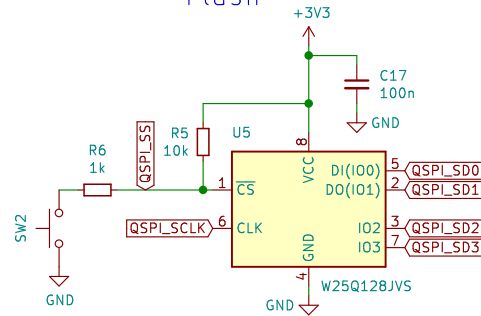 Flash
+3V3
C17
100n
GND
R5
10k
U5
QSPI_SS
R6
1k
8
VCC
1
CS
6
CLK
QSPI_SCLK
DI(IO0)
5
QSPI_SD0
DO(IO1)
2
QSPI_SD1
IO2
3
QSPI_SD2
IO3
7
QSPI_SD3
GND
4
SW2
GND
GND
W25Q128JVS